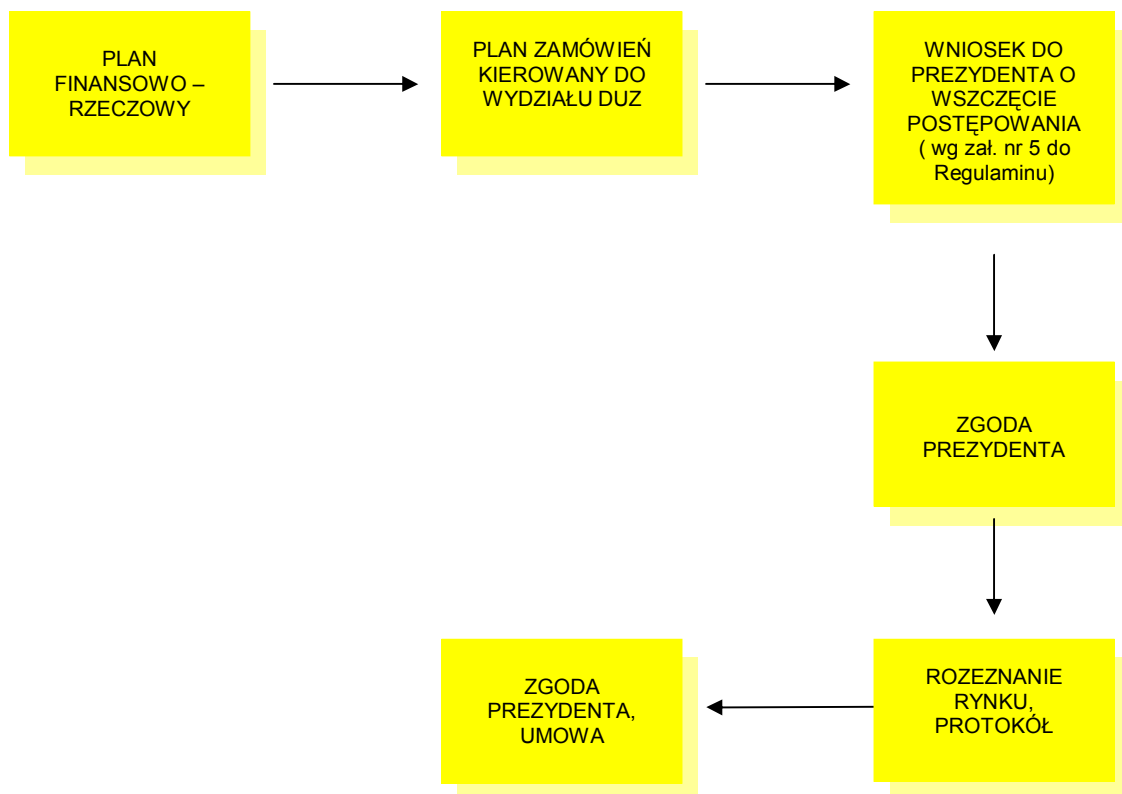 PLAN
FINANSOWO –
RZECZOWY
PLAN ZAMÓWIEŃ
KIEROWANY DO
WYDZIAŁU DUZ
WNIOSEK DO
PREZYDENTA O
WSZCZĘCIE
POSTĘPOWANIA
( wg zał. nr 5 do
Regulaminu)
ZGODA
PREZYDENTA
ROZEZNANIE
RYNKU,
PROTOKÓŁ
ZGODA
PREZYDENTA,
UMOWA